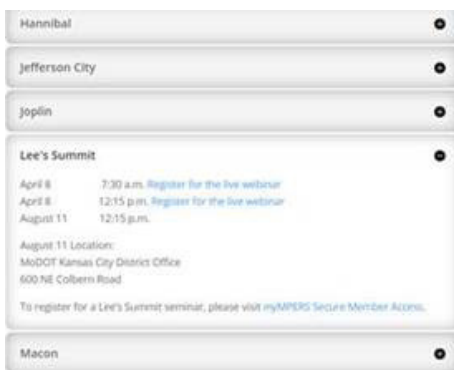 Hannibal
Jefferson City
Joplin
Lee's Summit
April 8 7:30 a.m. Register for the live webinar
April 8 12:15 p.m. Register for the live webinar
August 11 12:15 p.m.
August 11 Location:
MoDOT Kansas City District Office
600 NE Colbern Road
To register for a Lee's Summit seminar, please visit myMPERS Secure Member Access.
Macon